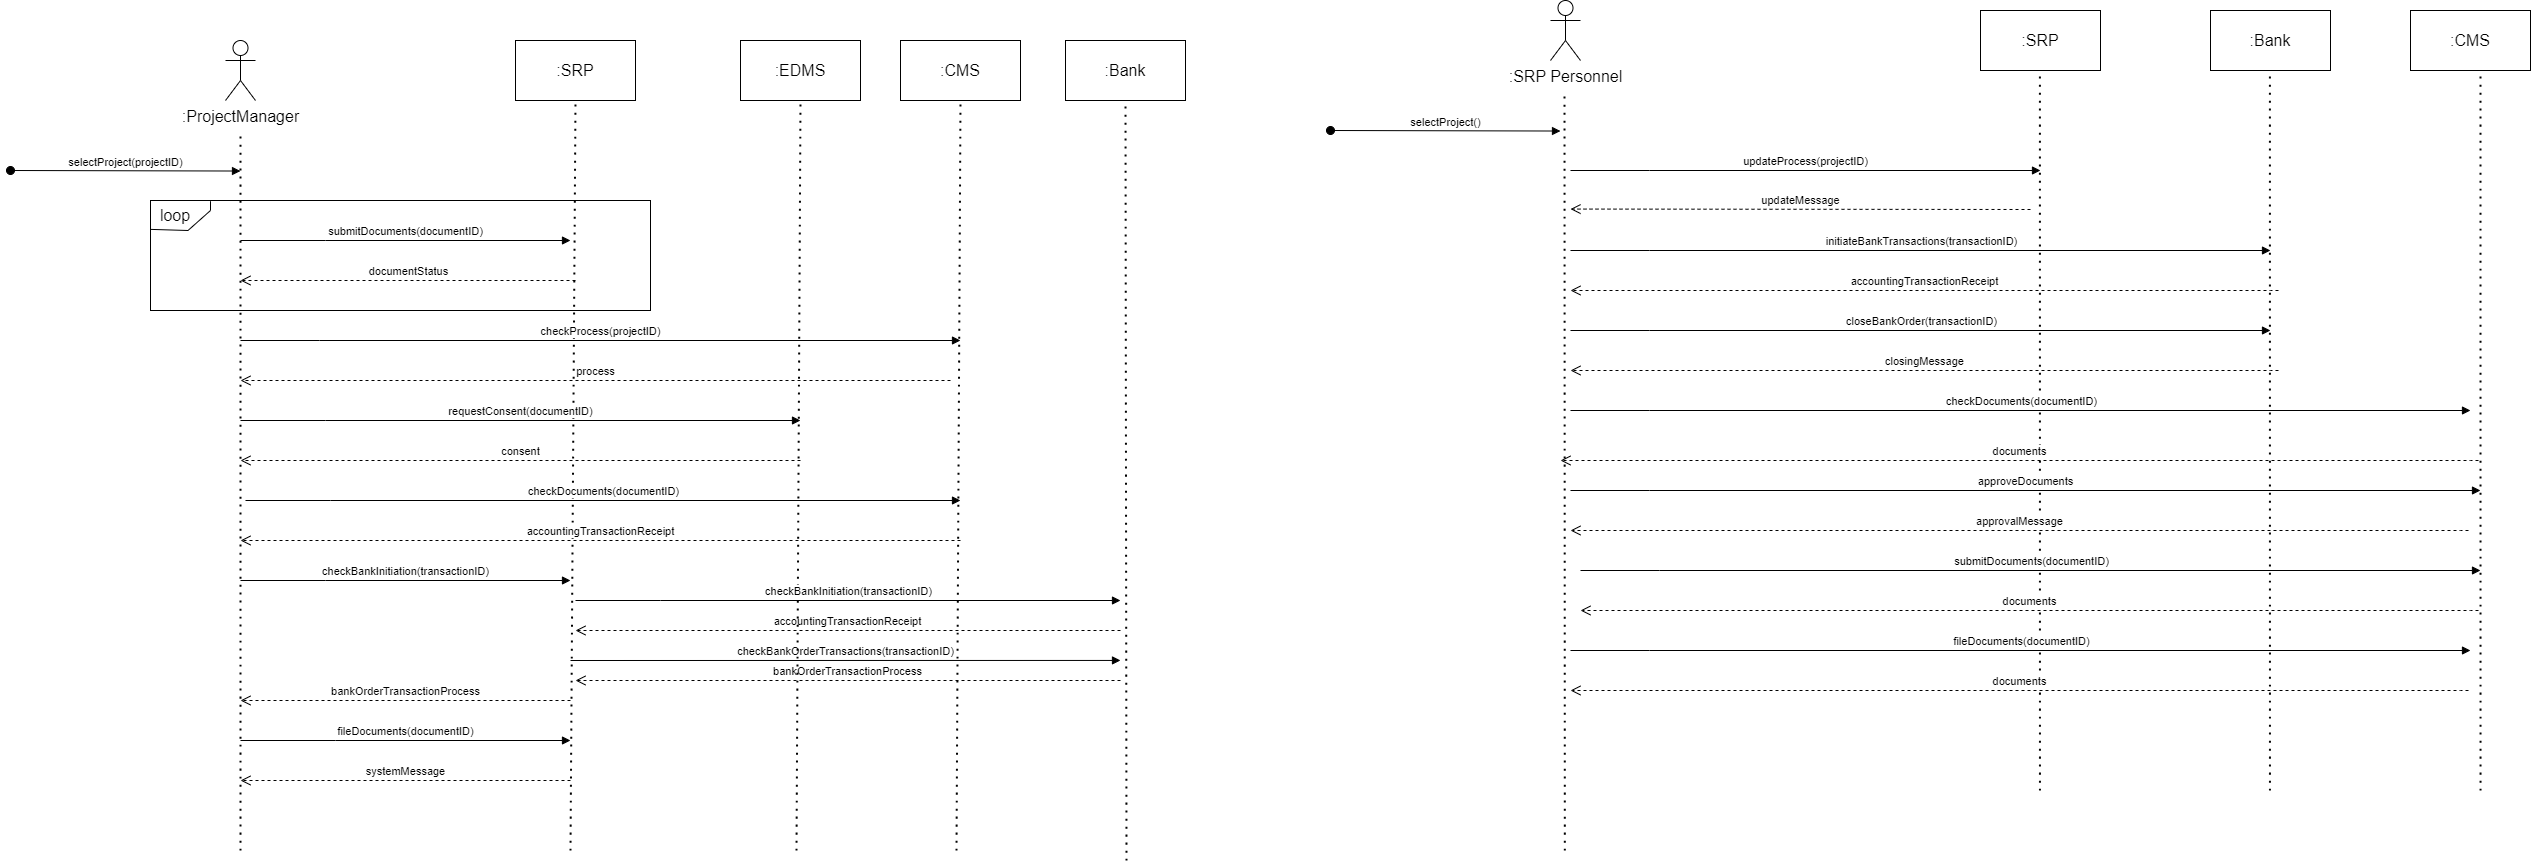 :ProjectManager
:SRP
:EDMS
:CMS
:Bank
selectProject(projectID)
loop
submitDocuments(documentID)
documentStatus
checkProcess(projectID)
process
requestConsent(documentID)
consent
checkDocuments(documentID)
accountingTransactionReceipt
checkBankInitiation(transactionID)
checkBankInitiation(transactionID)
accountingTransactionReceipt
checkBankOrderTransactions(transactionID)
bankOrderTransactionProcess
bankOrderTransactionProcess
fileDocuments(documentID)
systemMessage
:SRP Personnel
:SRP
:Bank
:CMS
selectProject()
updateProcess(projectID)
updateMessage
initiateBankTransactions(transactionID)
accountingTransactionReceipt
closeBankOrder(transactionID)
closingMessage
checkDocuments(documentID)
documents
approveDocuments
approvalMessage
submitDocuments(documentID)
documents
fileDocuments(documentID)
documents